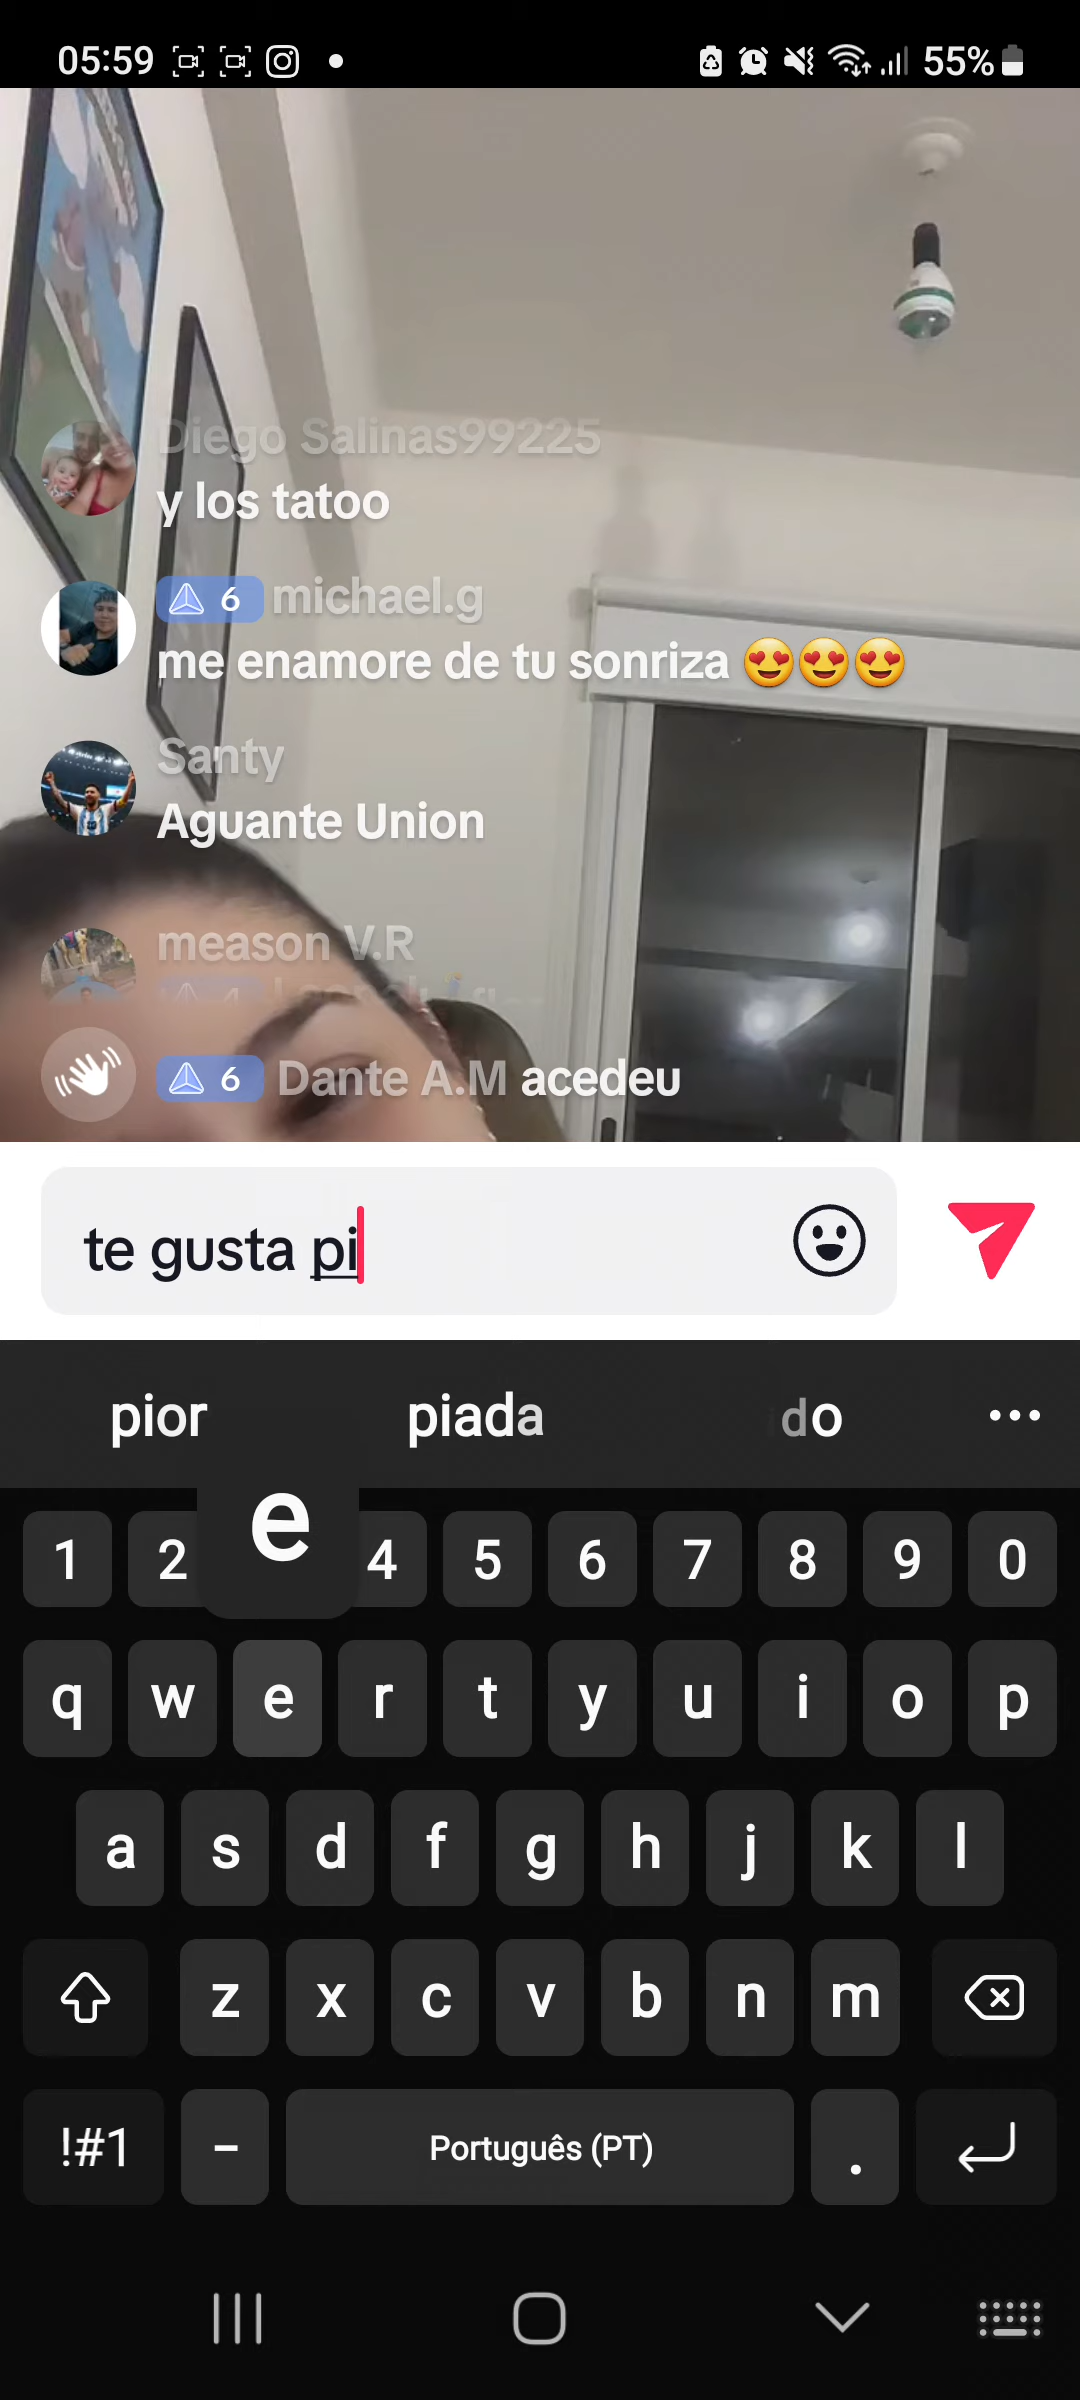 05:59
55%
Diego Salinas99225
y los tatoo
6 michael.g
me enamore de tu sonriza 😍😍😍
Santy
Aguante Union
meason V.R
6 Dante A.M acedeu
te gusta pi
pior piada do
e
1 2 4 5 6 7 8 9 0
q w e r t y u i o p
a s d f g h j k l
z x c v b n m
!#1 - Português (PT) .